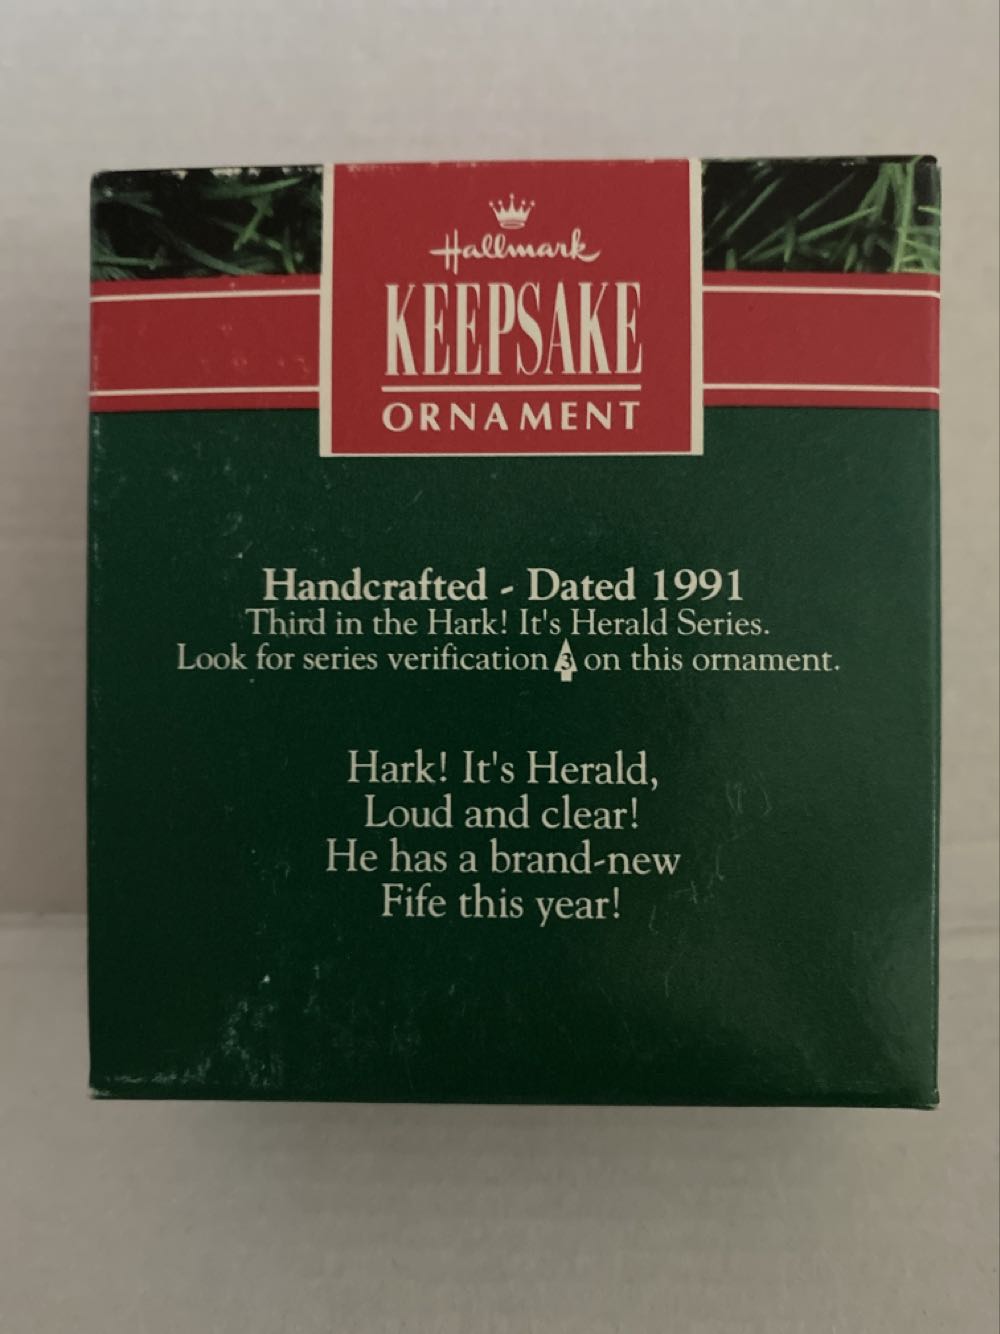 Hallmark
KEEPSAKE
ORNAMENT
Handcrafted - Dated 1991
Third in the Hark! It's Herald Series.
Look for series verification 3 on this ornament.
Hark! It's Herald,
Loud and clear!
He has a brand-new
Fife this year!